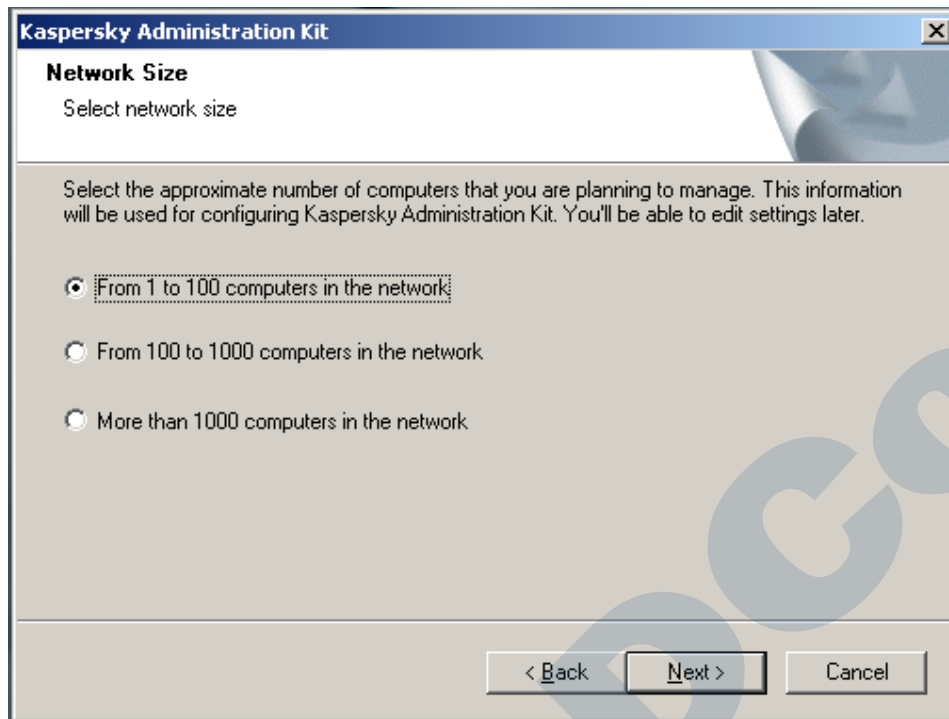 Kaspersky Administration Kit
Network Size
Select network size
Select the approximate number of computers that you are planning to manage. This information
will be used for configuring Kaspersky Administration Kit. You'll be able to edit settings later.
From 1 to 100 computers in the network
From 100 to 1000 computers in the network
More than 1000 computers in the network
< Back
Next >
Cancel